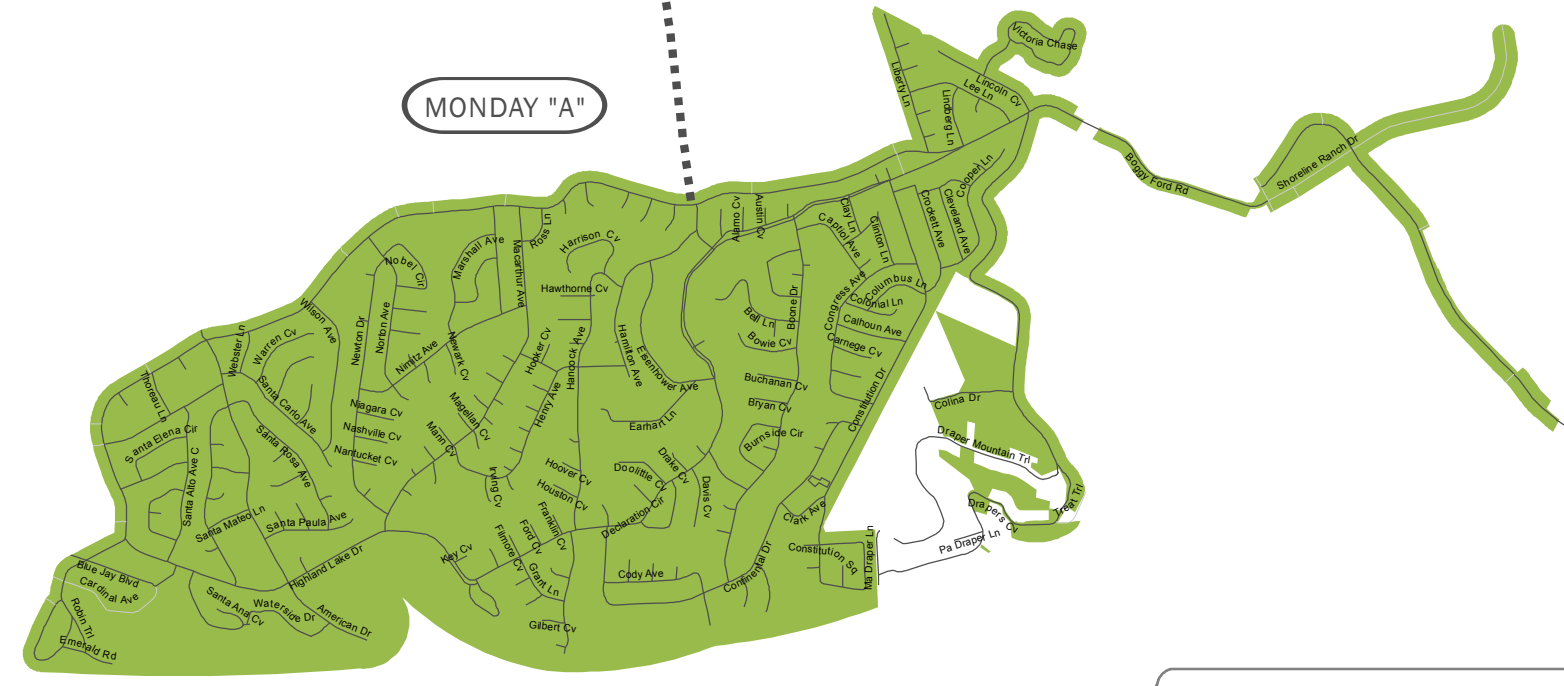 MONDAY "A"
Victoria Chase
Liberty Ln
Lincoln Cv
Lee Ln
Lindberg Ln
Boggy Ford Rd
Shoreline Ranch Dr
Cooper Ln
Cleveland Ave
Crockett Ave
Clay Ln
Clinton Ln
Capitol Ave
Alamo Cv
Austin Cv
Ross Ln
Harrison Cv
Macarthur Ave
Marshall Ave
Nobel Cir
Hawthorne Cv
Congress Ave
Columbus Ln
Colonial Ln
Calhoun Ave
Carnege Cv
Boone Dr
Bell Ln
Bowie Cv
Wilson Ave
Newton Dr
Norton Ave
Nimitz Ave
Newark Cv
Hooker Cv
Hancock Ave
Hamilton Ave
Eisenhower Ave
Webster Ln
Warren Cv
Santa Carlo Ave
Thoreau Ln
Santa Elena Cir
Santa Alto Ave C
Santa Rosa Ave
Niagara Cv
Nashville Cv
Nantucket Cv
Magellan Cv
Mann Cv
Henry Ave
Earhart Ln
Buchanan Cv
Bryan Cv
Burnside Cir
Constitution Dr
Colina Dr
Draper Mountain Trl
Irving Cv
Hoover Cv
Houston Cv
Doolittle Cv
Drake Cv
Davis Cv
Declaration Cir
Franklin Cv
Ford Cv
Filmore Cv
Grant Ln
Key Cv
Clark Ave
Drapers Cv
Treat Trl
Pa Draper Ln
Ma Draper Ln
Constitution Sq
Continental Dr
Cody Ave
Gilbert Cv
Santa Mateo Ln
Santa Paula Ave
Highland Lake Dr
Blue Jay Blvd
Cardinal Ave
Robin Trl
Emerald Rd
Santa Ana Cv
Waterside Dr
American Dr